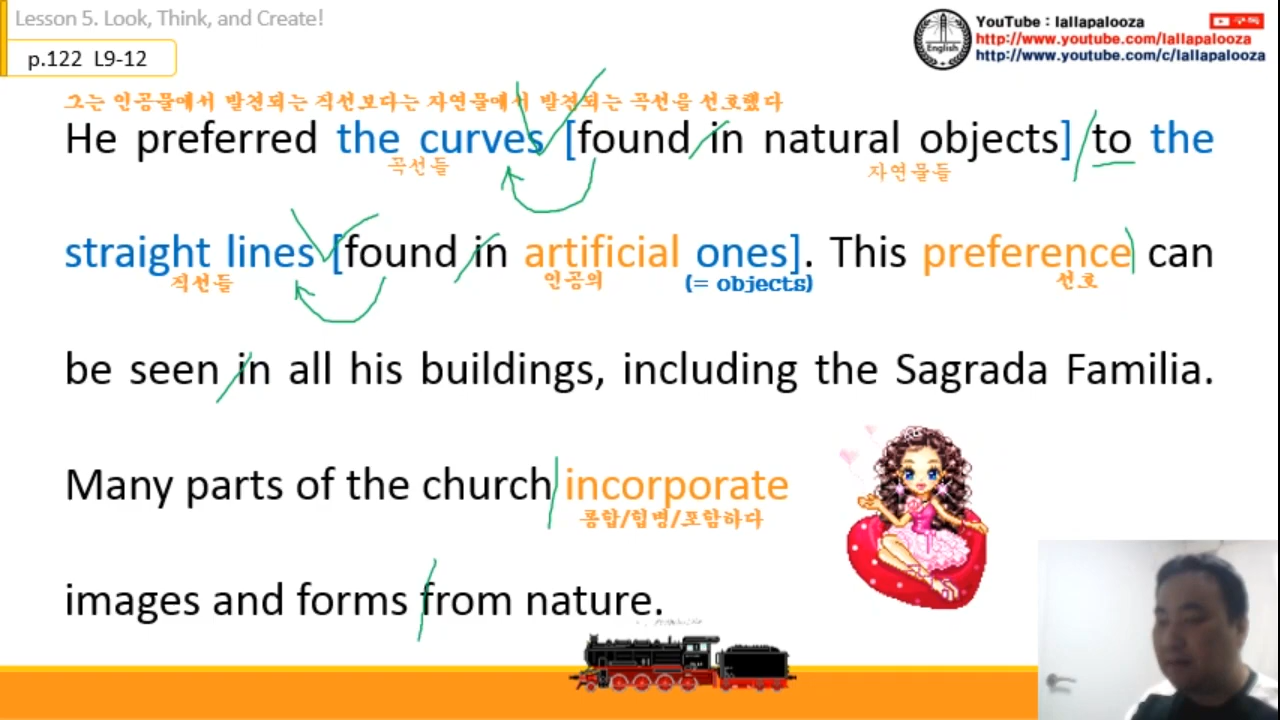 Lesson 5. Look, Think, and Create!
p.122 L9-12
English
YouTube : lallapalooza
구독
http://www.youtube.com/lallapalooza
http://www.youtube.com/c/lallapalooza
그는 인공물에서 발견되는 직선보다는 자연물에서 발견되는 곡선을 선호했다
He preferred the curves [found in natural objects] to the
곡선들 자연물들
straight lines [found in artificial ones]. This preference can
직선들 인공의 (= objects) 선호
be seen in all his buildings, including the Sagrada Familia.
Many parts of the church incorporate
통합/합병/포함하다
images and forms from nature.